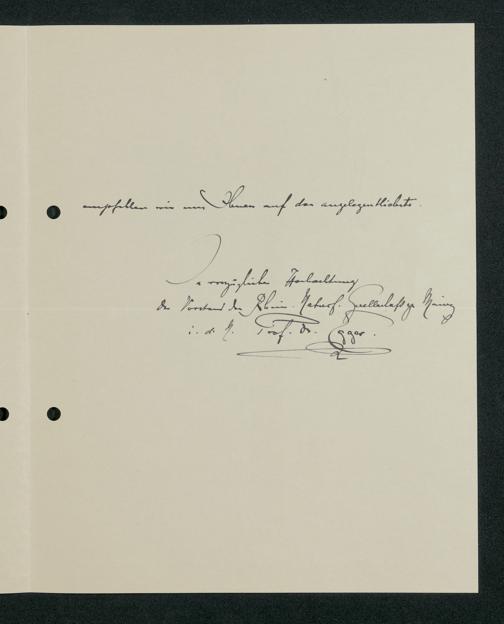 empfehlen wir uns Ihnen auf das angelegentlichste.
In vorzüglicher Hochachtung
der Vorstand der Rhein. Naturf. Gesellschaft zu Mainz
i. d. N. Prof. Dr. Egger.